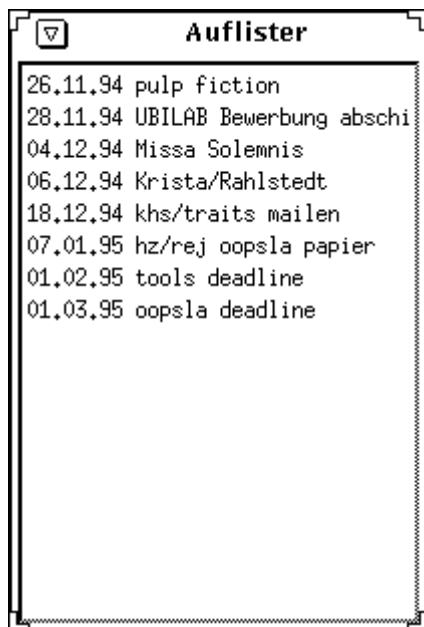 Auflister
26.11.94 pulp fiction
28.11.94 UBILAB Bewerbung abschi
04.12.94 Missa Solemnis
06.12.94 Krista/Rahlstedt
18.12.94 khs/traits mailen
07.01.95 hz/rej oopsla papier
01.02.95 tools deadline
01.03.95 oopsla deadline